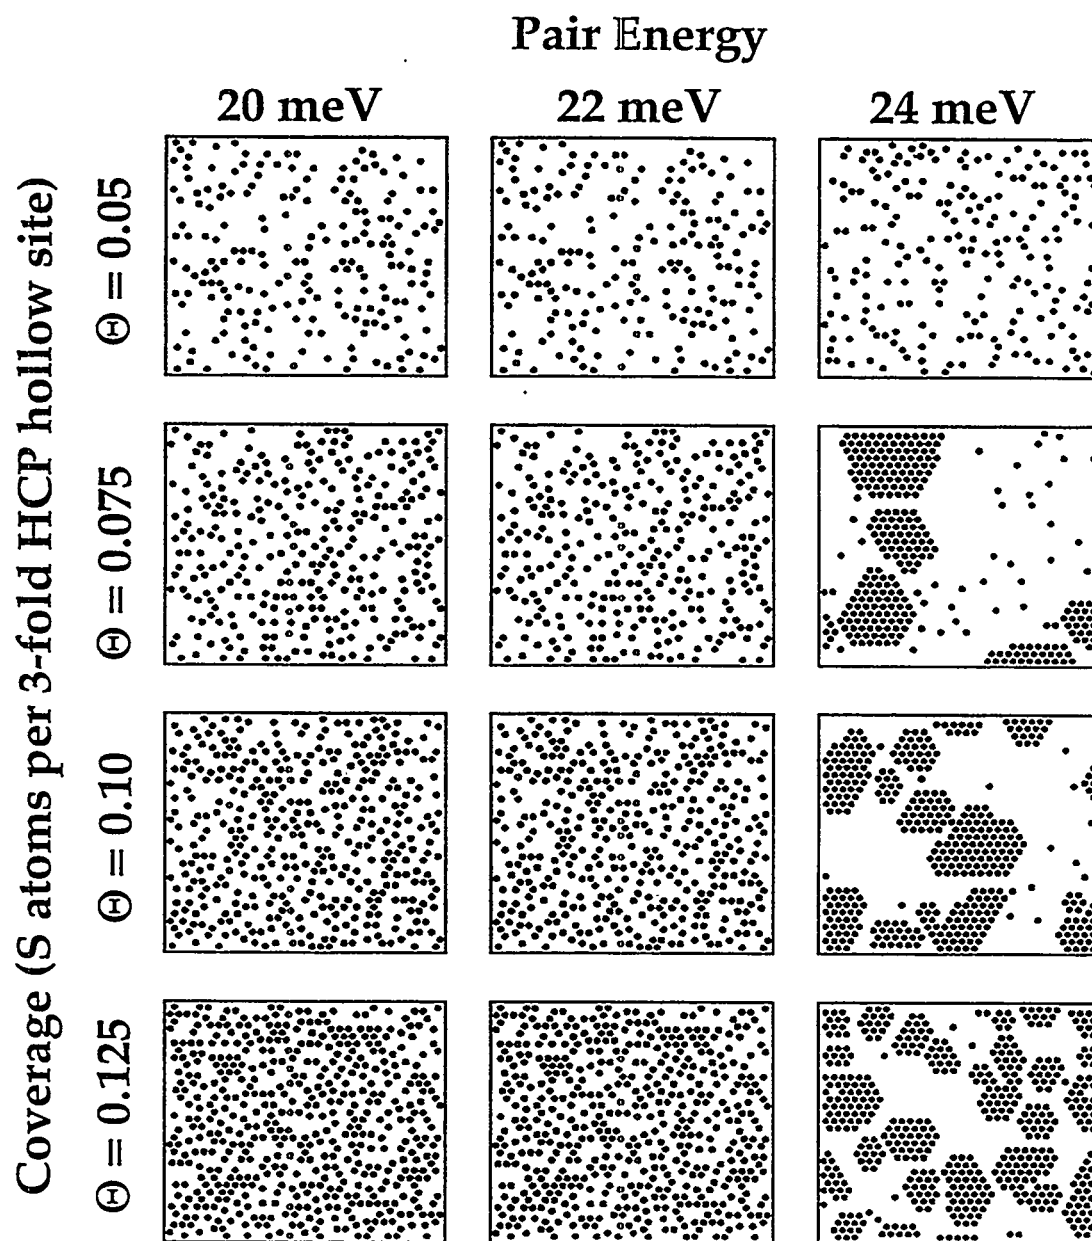 Pair Energy
20 meV
22 meV
24 meV
Coverage (S atoms per 3-fold HCP hollow site)
Θ = 0.05
Θ = 0.075
Θ = 0.10
Θ = 0.125